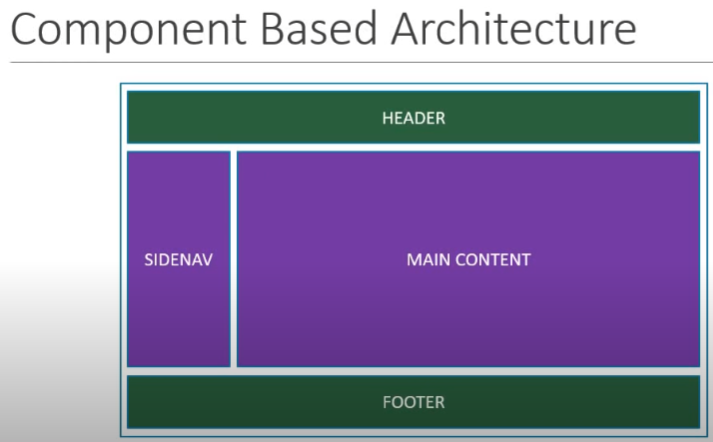 Component Based Architecture
HEADER
SIDENAV
MAIN CONTENT
FOOTER